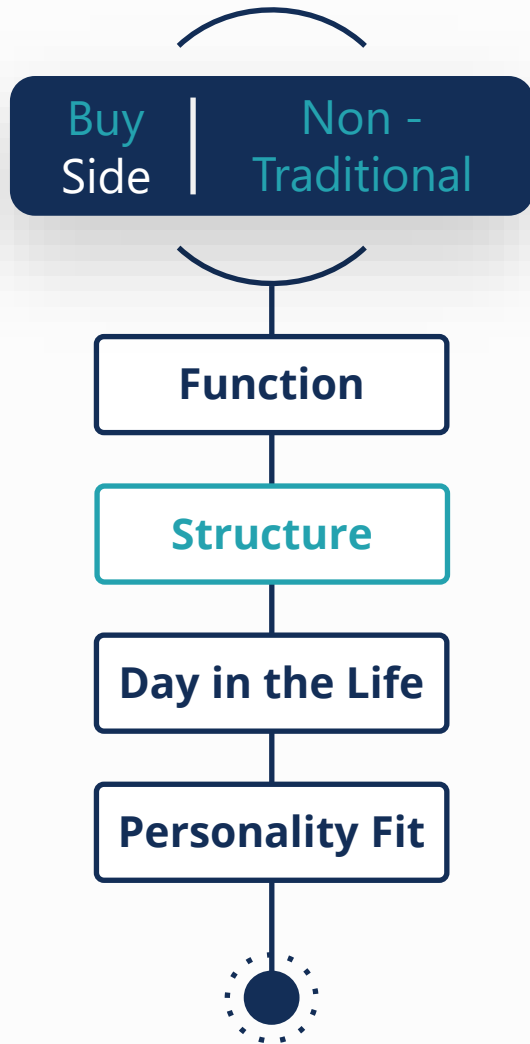 Buy
Side
Non -
Traditional
Function
Structure
Day in the Life
Personality Fit